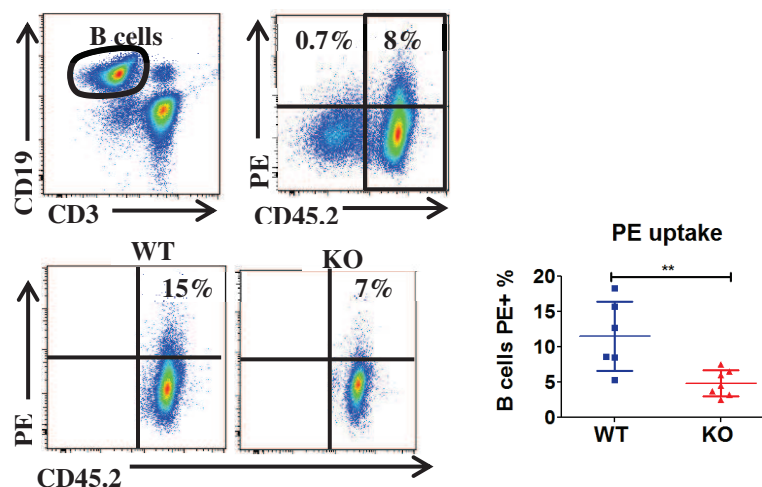 B cells
CD19
CD3
0.7% 8%
PE
CD45.2
WT KO
15% 7%
PE
CD45.2
PE uptake
**
B cells PE+ %
20
15
10
5
0
WT KO